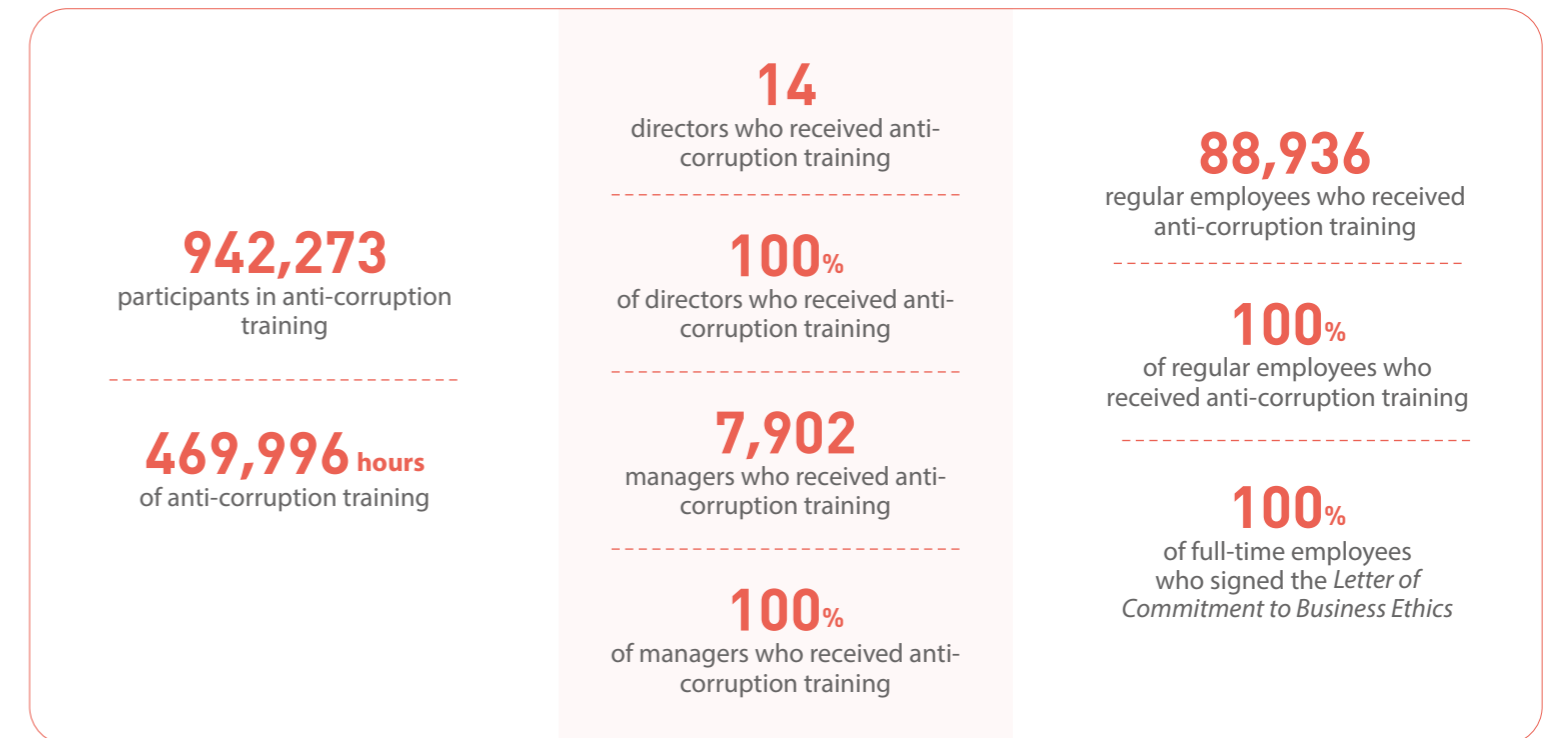 942,273
participants in anti-corruption
training
469,996 hours
of anti-corruption training
14
directors who received anti-
corruption training
100%
of directors who received anti-
corruption training
7,902
managers who received anti-
corruption training
100%
of managers who received anti-
corruption training
88,936
regular employees who received
anti-corruption training
100%
of regular employees who
received anti-corruption training
100%
of full-time employees
who signed the Letter of
Commitment to Business Ethics